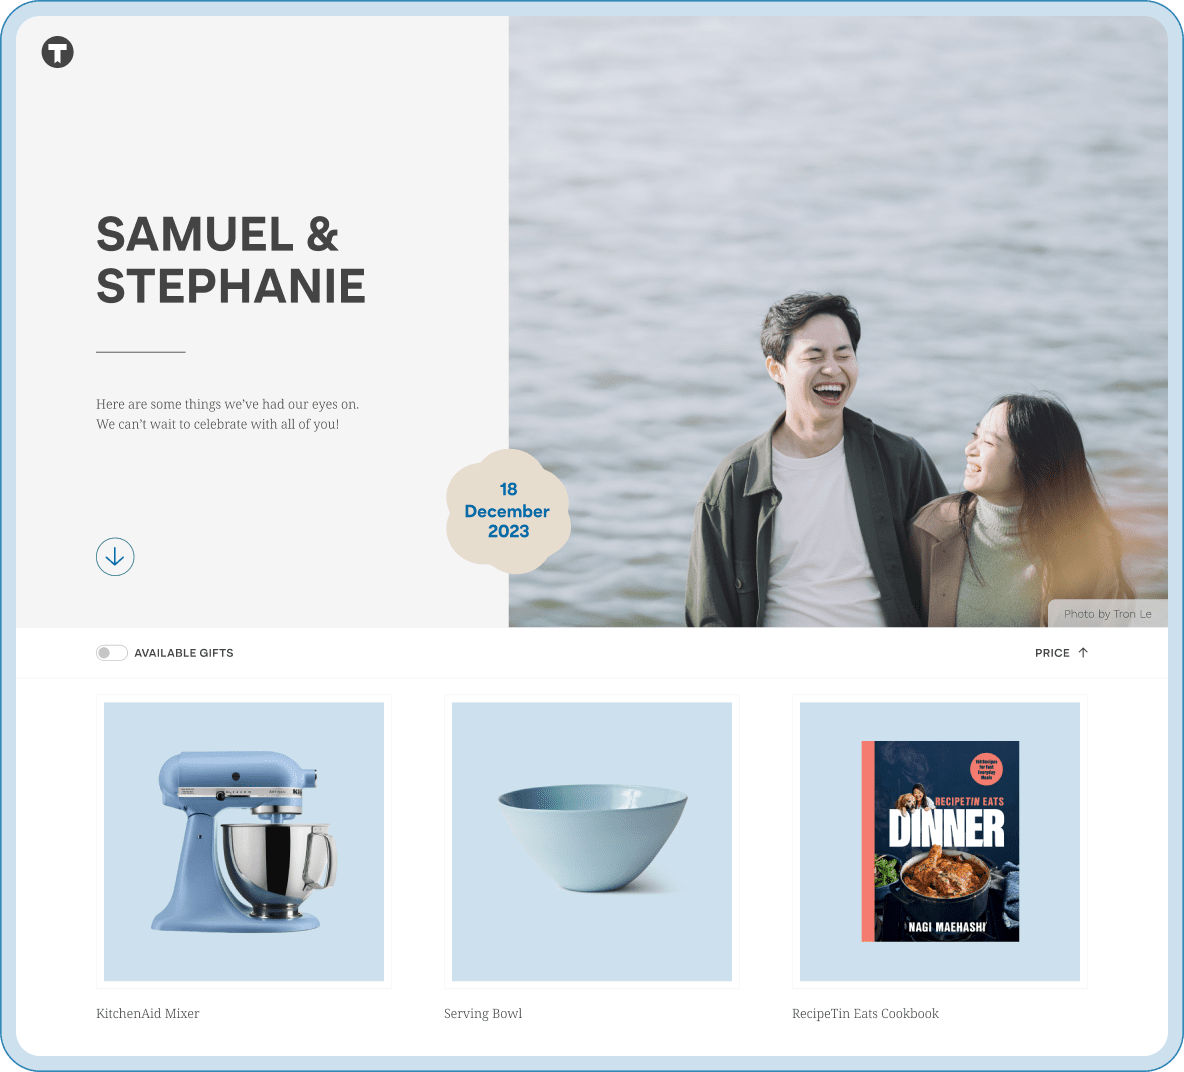 T
SAMUEL &
STEPHANIE
Here are some things we’ve had our eyes on.
We can’t wait to celebrate with all of you!
18
December
2023
Photo by Tron Le
AVAILABLE GIFTS
PRICE
RECIPETIN EATS
DINNER
NAGI MAEHASHI
KitchenAid Mixer
Serving Bowl
RecipeTin Eats Cookbook